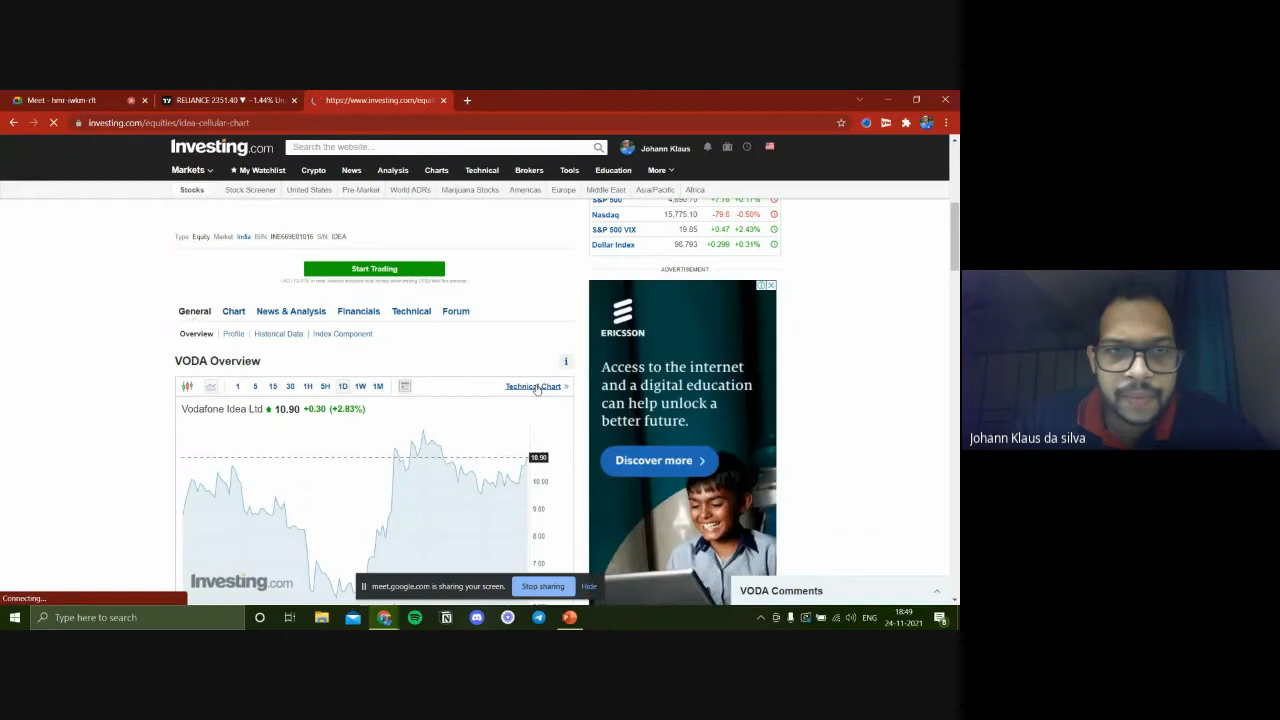 Meet - hmr-iwkm-rft
RELIANCE 2351.40 ▼ −1.44% Un
https://www.investing.com/equit
investing.com/equities/idea-cellular-chart
Investing.com
Search the website...
Johann Klaus
Markets
My Watchlist
Crypto
News
Analysis
Charts
Technical
Brokers
Tools
Education
More
Stocks
Stock Screener
United States
Pre-Market
World ADRs
Marijuana Stocks
Americas
Europe
Middle East
Asia/Pacific
Africa
S&P 500 4,690.70 +7.78 +0.17%
Nasdaq 15,775.10 -79.6 -0.50%
S&P 500 VIX 19.85 +0.47 +2.43%
Dollar Index 96.793 +0.299 +0.31%
Type: Equity Market: India ISIN: INE669E01016 S/N: IDEA
Start Trading
ADVERTISEMENT
General
Chart
News & Analysis
Financials
Technical
Forum
Overview
Profile
Historical Data
Index Component
VODA Overview
1 5 15 30 1H 5H 1D 1W 1M
Technical Chart »
Vodafone Idea Ltd 10.90 +0.30 (+2.83%)
10.90
10.00
9.00
8.00
7.00
Investing.com
ERICSSON
Access to the internet
and a digital education
can help unlock a
better future.
Discover more
Johann Klaus da silva
meet.google.com is sharing your screen.
Stop sharing
Hide
VODA Comments
Connecting...
Type here to search
ENG
18:49
24-11-2021